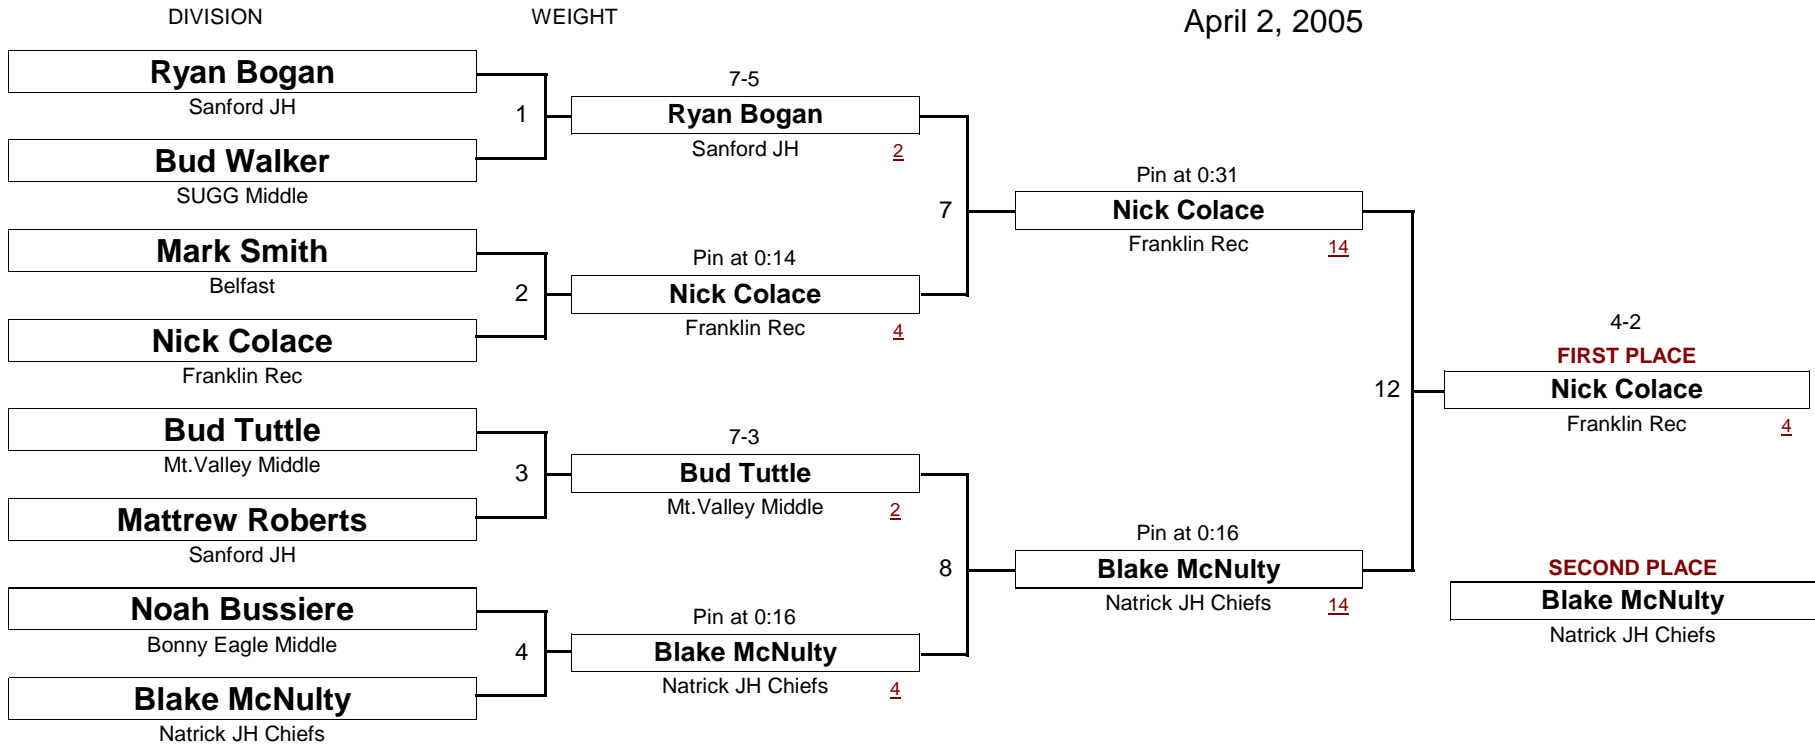 DIVISION
WEIGHT
April 2, 2005
Ryan Bogan
Sanford JH
1
Bud Walker
SUGG Middle
Mark Smith
Belfast
2
Nick Colace
Franklin Rec
Bud Tuttle
Mt.Valley Middle
3
Mattrew Roberts
Sanford JH
Noah Bussiere
Bonny Eagle Middle
4
Blake McNulty
Natrick JH Chiefs
7-5
Ryan Bogan
Sanford JH 2
7
Pin at 0:14
Nick Colace
Franklin Rec 4
7-3
Bud Tuttle
Mt.Valley Middle 2
8
Pin at 0:16
Blake McNulty
Natrick JH Chiefs 4
Pin at 0:31
Nick Colace
Franklin Rec 14
12
Pin at 0:16
Blake McNulty
Natrick JH Chiefs 14
4-2
FIRST PLACE
Nick Colace
Franklin Rec 4
SECOND PLACE
Blake McNulty
Natrick JH Chiefs